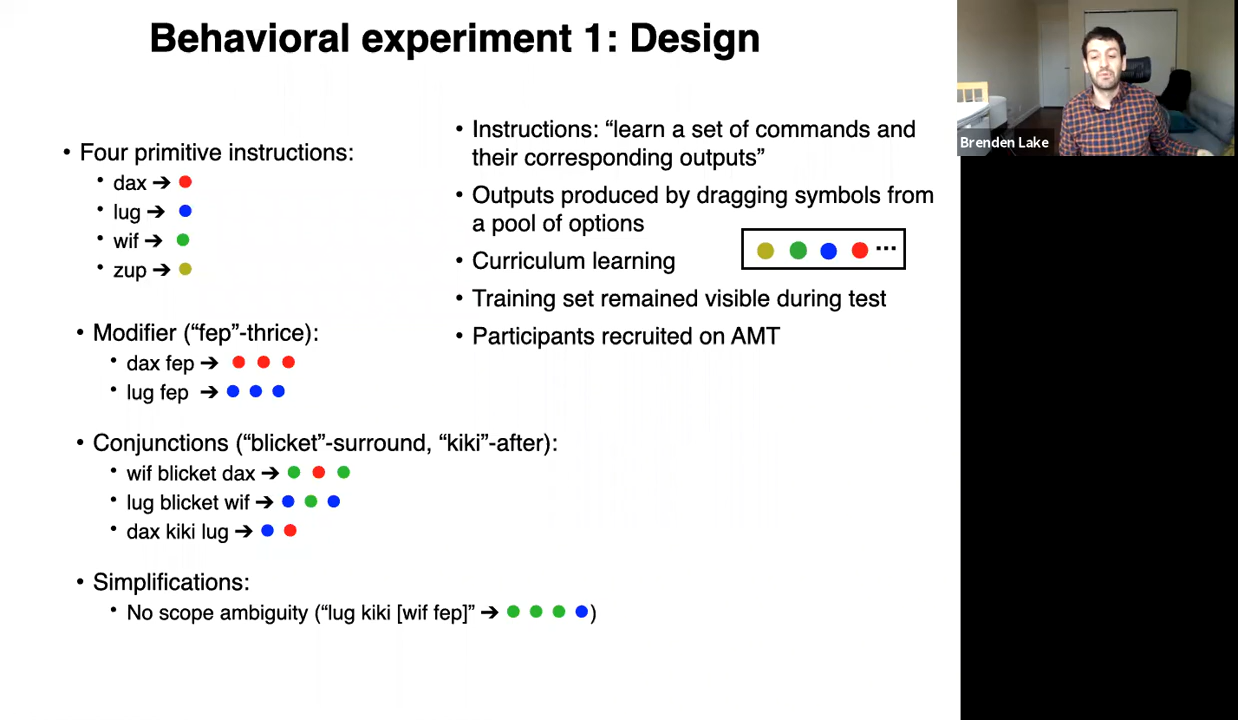 Behavioral experiment 1: Design
• Four primitive instructions:
• dax ➔
• lug ➔
• wif ➔
• zup ➔
• Modifier (“fep”-thrice):
• dax fep ➔
• lug fep ➔
• Conjunctions (“blicket”-surround, “kiki”-after):
• wif blicket dax ➔
• lug blicket wif ➔
• dax kiki lug ➔
• Simplifications:
• No scope ambiguity (“lug kiki [wif fep]” ➔ )
• Instructions: “learn a set of commands and
their corresponding outputs”
• Outputs produced by dragging symbols from
a pool of options
...
• Curriculum learning
• Training set remained visible during test
• Participants recruited on AMT
Brenden Lake